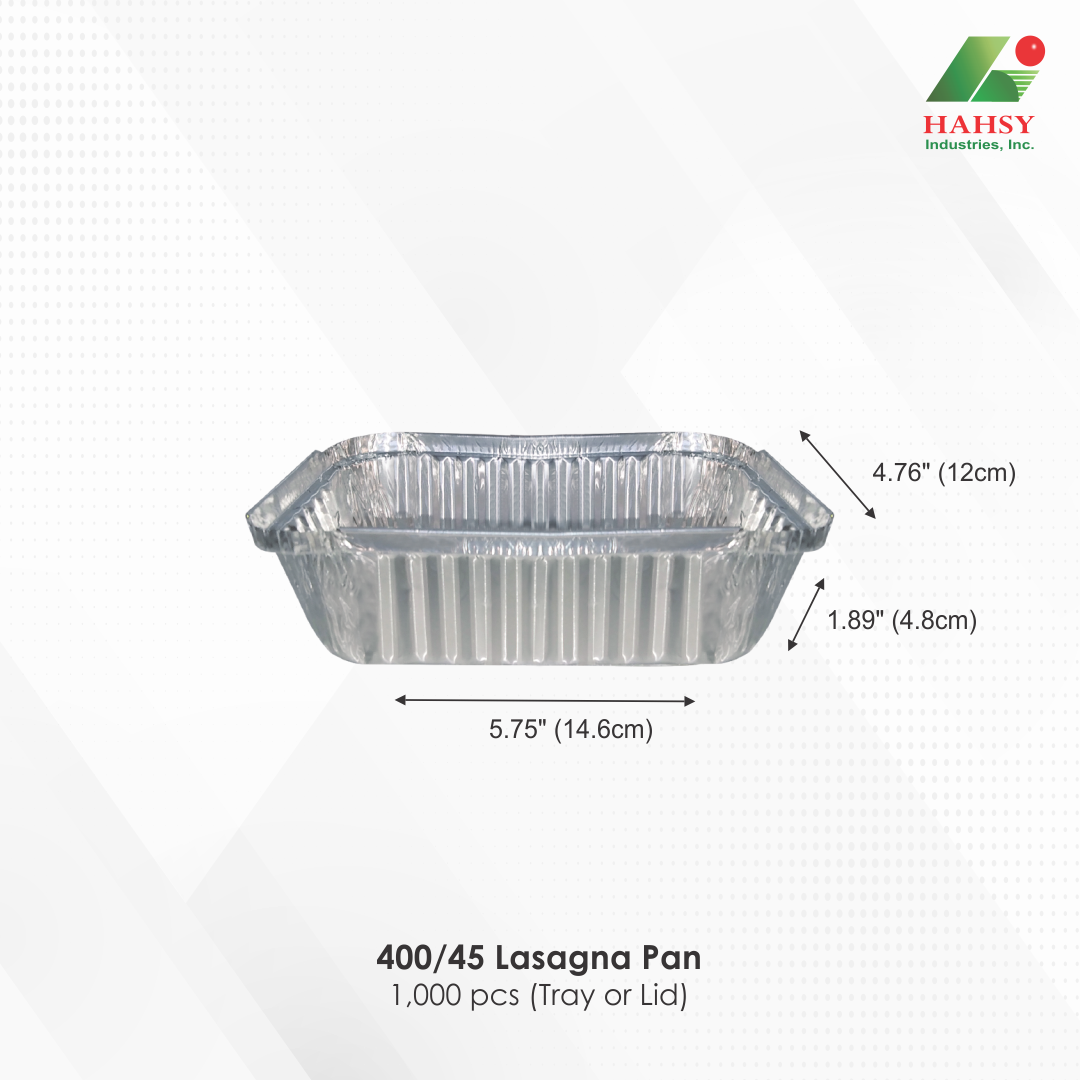 HAHSY
Industries, Inc.
4.76" (12cm)
1.89" (4.8cm)
5.75" (14.6cm)
400/45 Lasagna Pan
1,000 pcs (Tray or Lid)